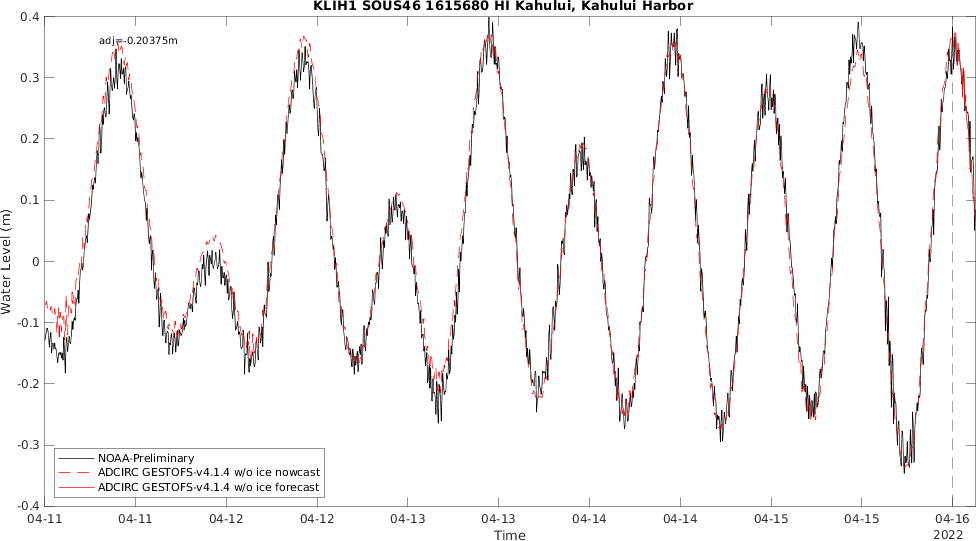 KLIH1 SOUS46 1615680 HI Kahului, Kahului Harbor
adj=-0.20375m
Water Level (m)
0.4
0.3
0.2
0.1
0
-0.1
-0.2
-0.3
-0.4
NOAA-Preliminary
ADCIRC GESTOFS-v4.1.4 w/o ice nowcast
ADCIRC GESTOFS-v4.1.4 w/o ice forecast
04-11 04-11 04-12 04-12 04-13 04-13 04-14 04-14 04-15 04-15 04-16
Time
2022